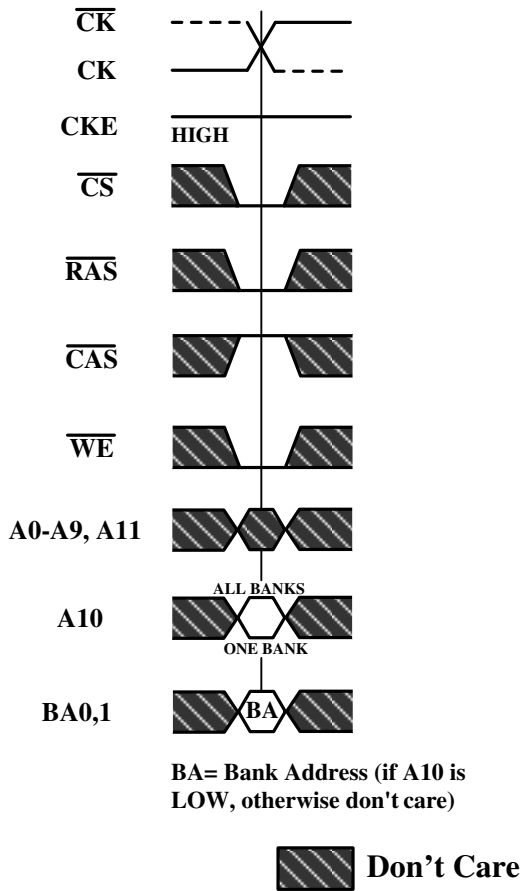 CK
CK
CKE
HIGH
CS
RAS
CAS
WE
A0-A9, A11
ALL BANKS
A10
ONE BANK
BA0,1
BA
BA= Bank Address (if A10 is
LOW, otherwise don't care)
Don't Care